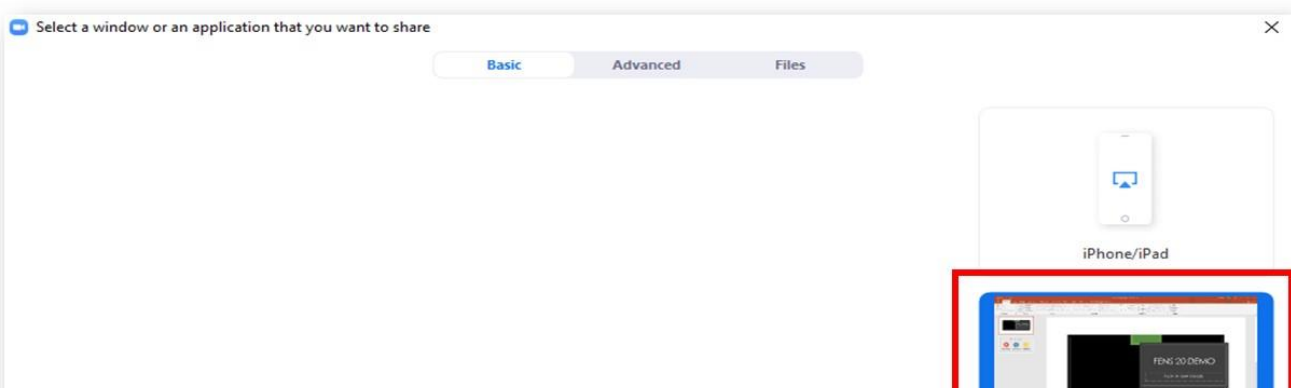 Select a window or an application that you want to share
Basic Advanced Files
iPhone/iPad
FENS 20 DEMO